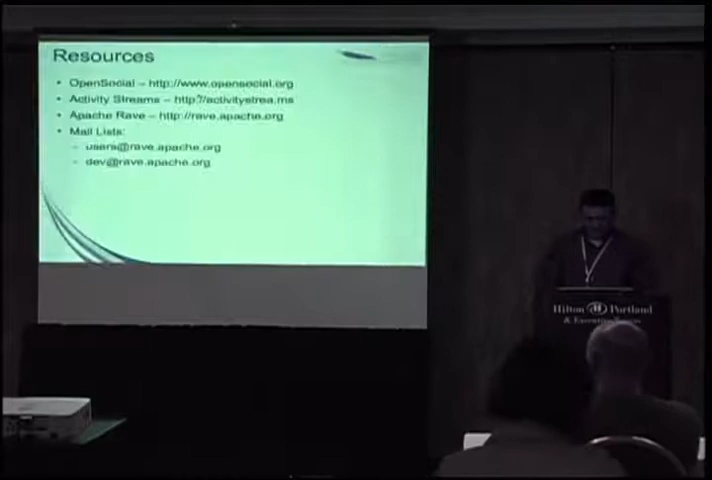 Resources
• OpenSocial – http://www.opensocial.org
• Activity Streams – http://activitystrea.ms
• Apache Rave – http://rave.apache.org
• Mail Lists:
– users@rave.apache.org
– dev@rave.apache.org
Hilton Portland
& Executive Tower